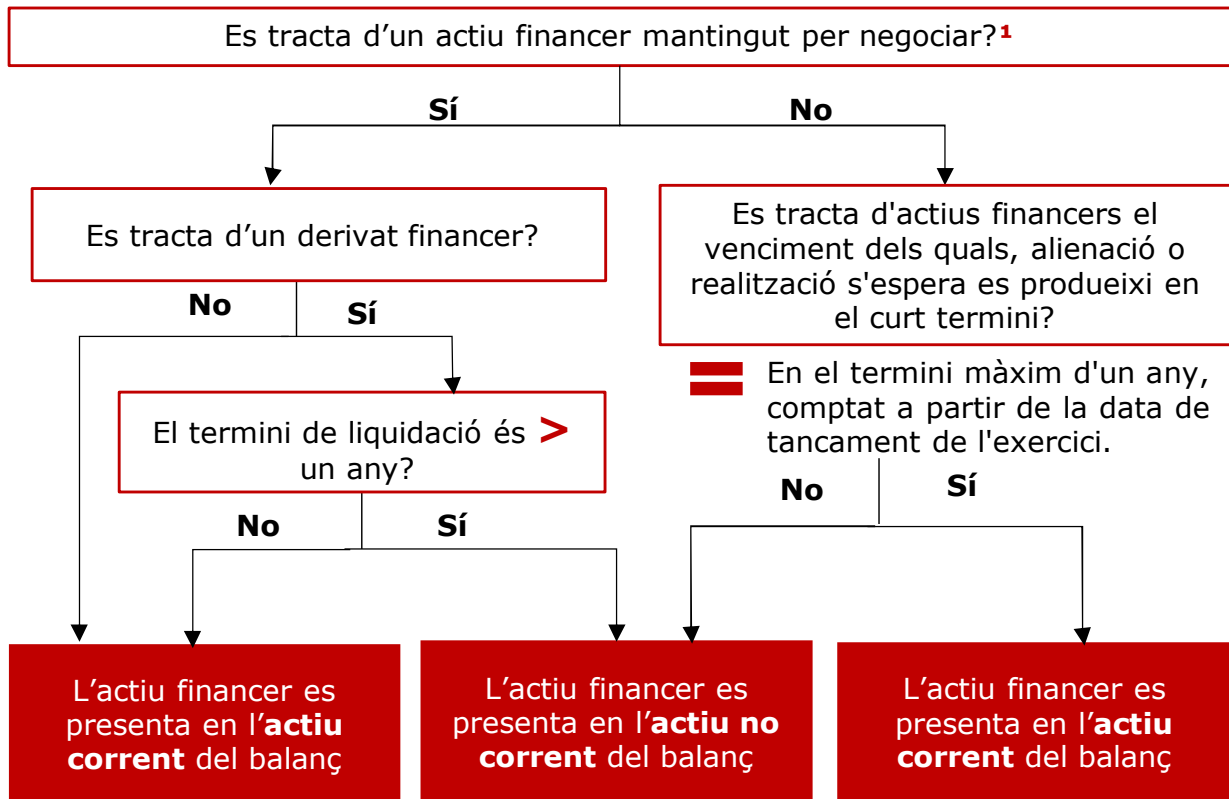 Es tracta d’un actiu financer mantingut per negociar?¹
Sí
No
Es tracta d’un derivat financer?
Es tracta d'actius financers el
venciment dels quals, alienació o
realització s'espera es produeixi en
el curt termini?
No
Sí
= En el termini màxim d'un any,
comptat a partir de la data de
tancament de l'exercici.
El termini de liquidació és >
un any?
No
Sí
No
Sí
L’actiu financer es
presenta en l’actiu
corrent del balanç
L’actiu financer es
presenta en l’actiu no
corrent del balanç
L’actiu financer es
presenta en l’actiu
corrent del balanç